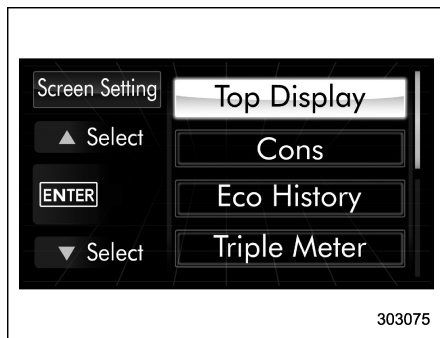 Screen Setting
Top Display
▲ Select
Cons
ENTER
Eco History
▼ Select
Triple Meter
303075